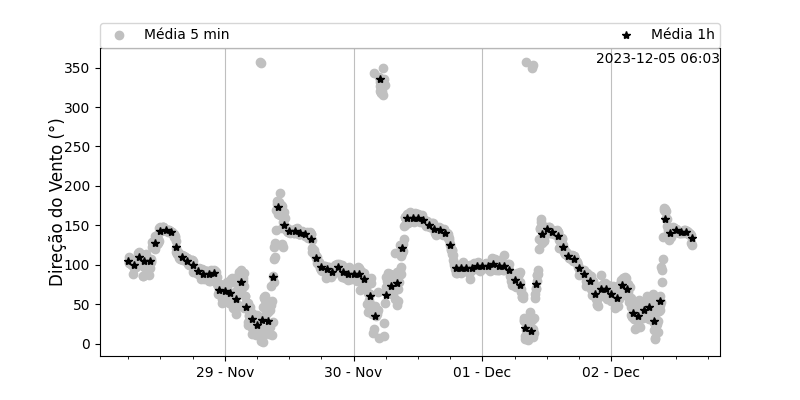 Média 5 min
Média 1h
2023-12-05 06:03
Direção do Vento (°)
350
300
250
200
150
100
50
0
29 - Nov
30 - Nov
01 - Dec
02 - Dec